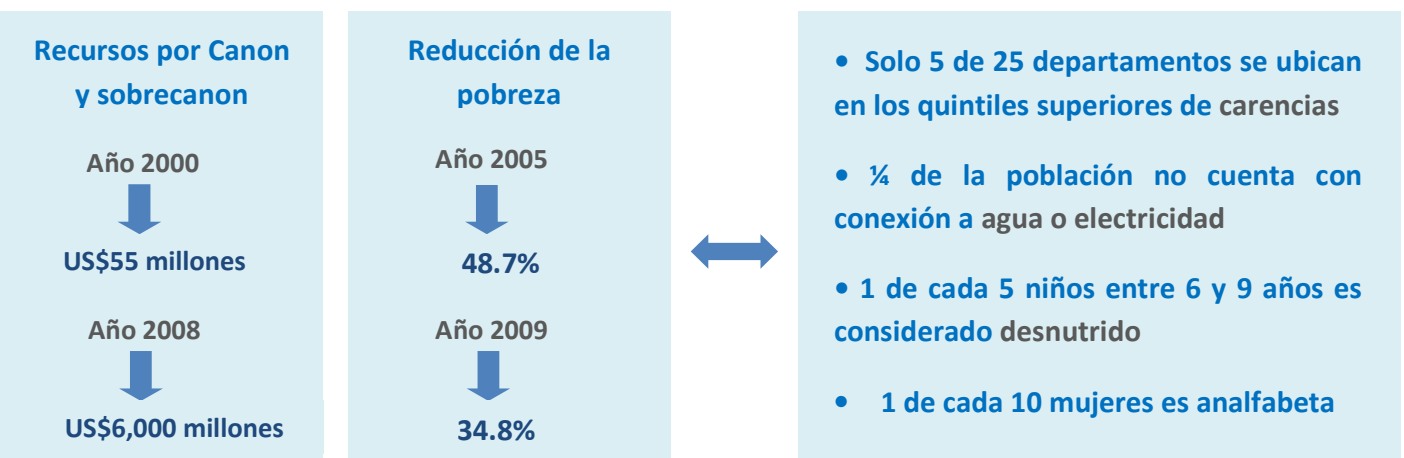 Recursos por Canon
y sobrecanon
Año 2000
US$55 millones
Año 2008
US$6,000 millones
Reducción de la
pobreza
Año 2005
48.7%
Año 2009
34.8%
• Solo 5 de 25 departamentos se ubican
en los quintiles superiores de carencias
• ¼ de la población no cuenta con
conexión a agua o electricidad
• 1 de cada 5 niños entre 6 y 9 años es
considerado desnutrido
• 1 de cada 10 mujeres es analfabeta